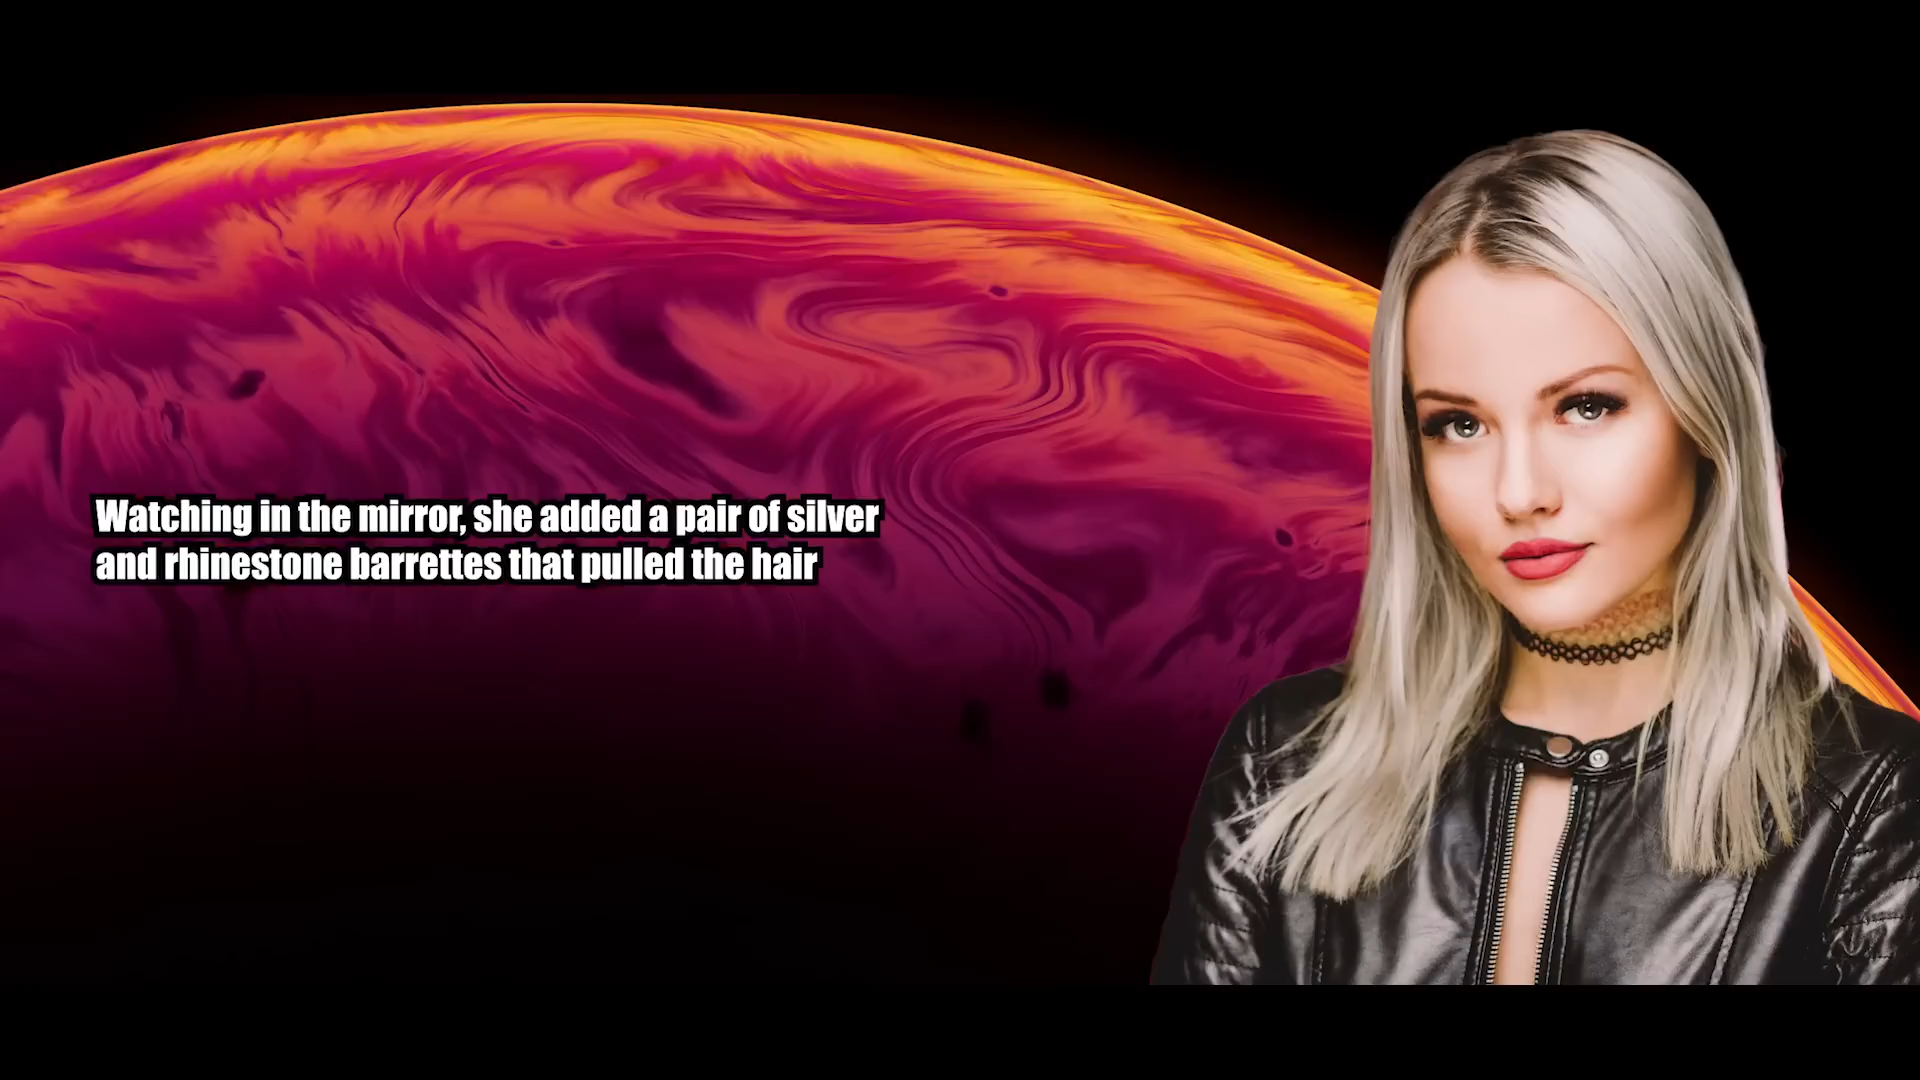 Watching in the mirror, she added a pair of silver
and rhinestone barrettes that pulled the hair